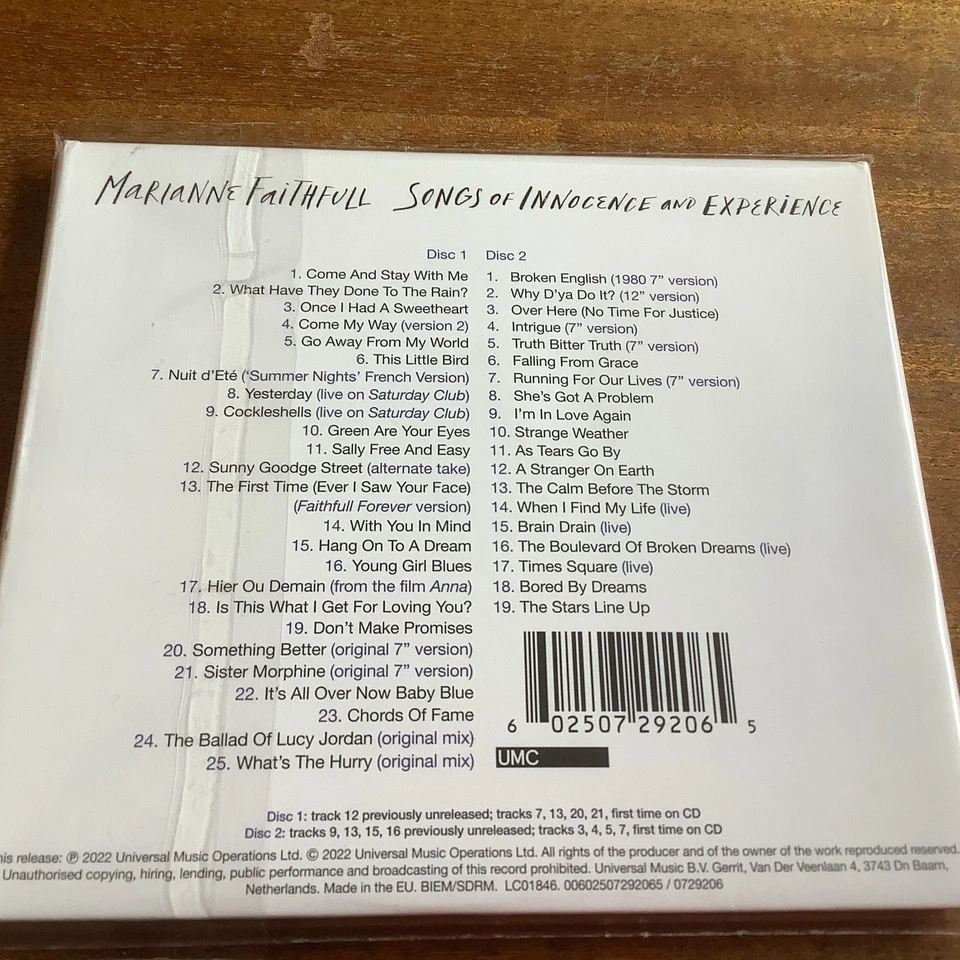 MARIANNE FAITHFULL SONGS OF INNOCENCE AND EXPERIENCE
Disc 1
1. Come And Stay With Me
2. What Have They Done To The Rain?
3. Once I Had A Sweetheart
4. Come My Way (version 2)
5. Go Away From My World
6. This Little Bird
7. Nuit d'Eté ('Summer Nights' French Version)
8. Yesterday (live on Saturday Club)
9. Cockleshells (live on Saturday Club)
10. Green Are Your Eyes
11. Sally Free And Easy
12. Sunny Goodge Street (alternate take)
13. The First Time (Ever I Saw Your Face)
(Faithfull Forever version)
14. With You In Mind
15. Hang On To A Dream
16. Young Girl Blues
17. Hier Ou Demain (from the film Anna)
18. Is This What I Get For Loving You?
19. Don't Make Promises
20. Something Better (original 7" version)
21. Sister Morphine (original 7" version)
22. It's All Over Now Baby Blue
23. Chords Of Fame
24. The Ballad Of Lucy Jordan (original mix)
25. What's The Hurry (original mix)
Disc 2
1. Broken English (1980 7" version)
2. Why D'ya Do It? (12" version)
3. Over Here (No Time For Justice)
4. Intrigue (7" version)
5. Truth Bitter Truth (7" version)
6. Falling From Grace
7. Running For Our Lives (7" version)
8. She's Got A Problem
9. I'm In Love Again
10. Strange Weather
11. As Tears Go By
12. A Stranger On Earth
13. The Calm Before The Storm
14. When I Find My Life (live)
15. Brain Drain (live)
16. The Boulevard Of Broken Dreams (live)
17. Times Square (live)
18. Bored By Dreams
19. The Stars Line Up
6 02507 29206 5
UMC
Disc 1: track 12 previously unreleased; tracks 7, 13, 20, 21, first time on CD
Disc 2: tracks 9, 13, 15, 16 previously unreleased; tracks 3, 4, 5, 7, first time on CD
his release: ℗ 2022 Universal Music Operations Ltd. © 2022 Universal Music Operations Ltd. All rights of the producer and of the owner of the work reproduced reserved.
Unauthorised copying, hiring, lending, public performance and broadcasting of this record prohibited. Universal Music B.V. Gerrit, Van Der Veenlaan 4, 3743 Dn Baarn,
Netherlands. Made in the EU. BIEM/SDRM. LC01846. 00602507292065 / 0729206